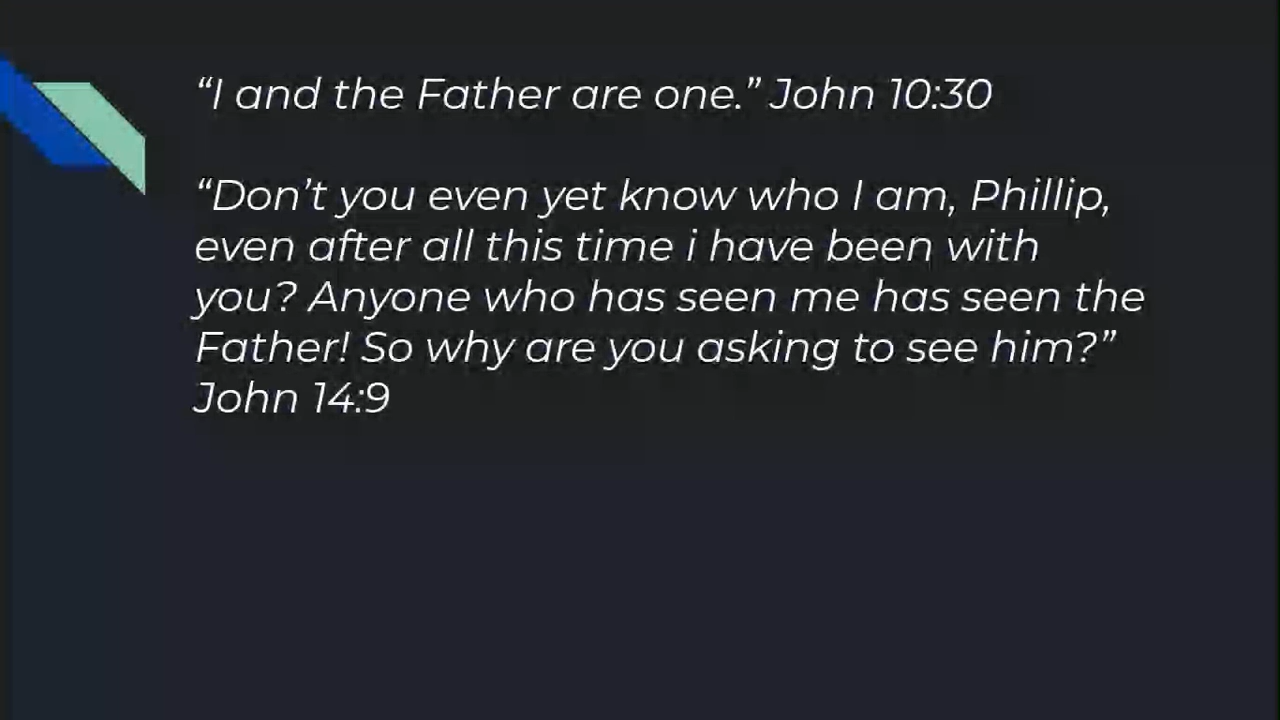 “I and the Father are one.” John 10:30
“Don’t you even yet know who I am, Phillip,
even after all this time i have been with
you? Anyone who has seen me has seen the
Father! So why are you asking to see him?”
John 14:9